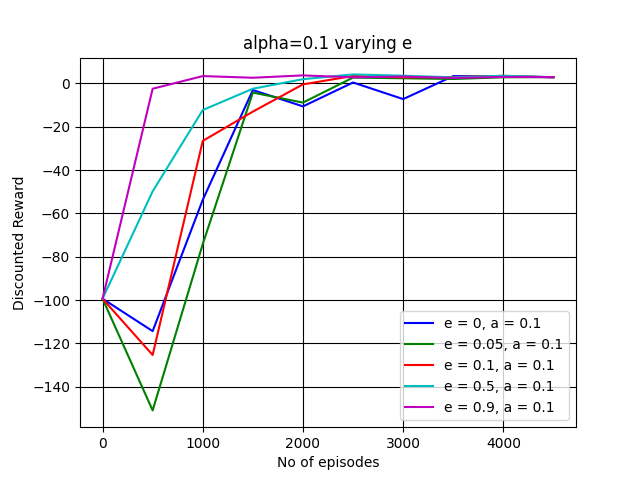 alpha=0.1 varying e
Discounted Reward
0
−20
−40
−60
−80
−100
−120
−140
e = 0, a = 0.1
e = 0.05, a = 0.1
e = 0.1, a = 0.1
e = 0.5, a = 0.1
e = 0.9, a = 0.1
0 1000 2000 3000 4000
No of episodes